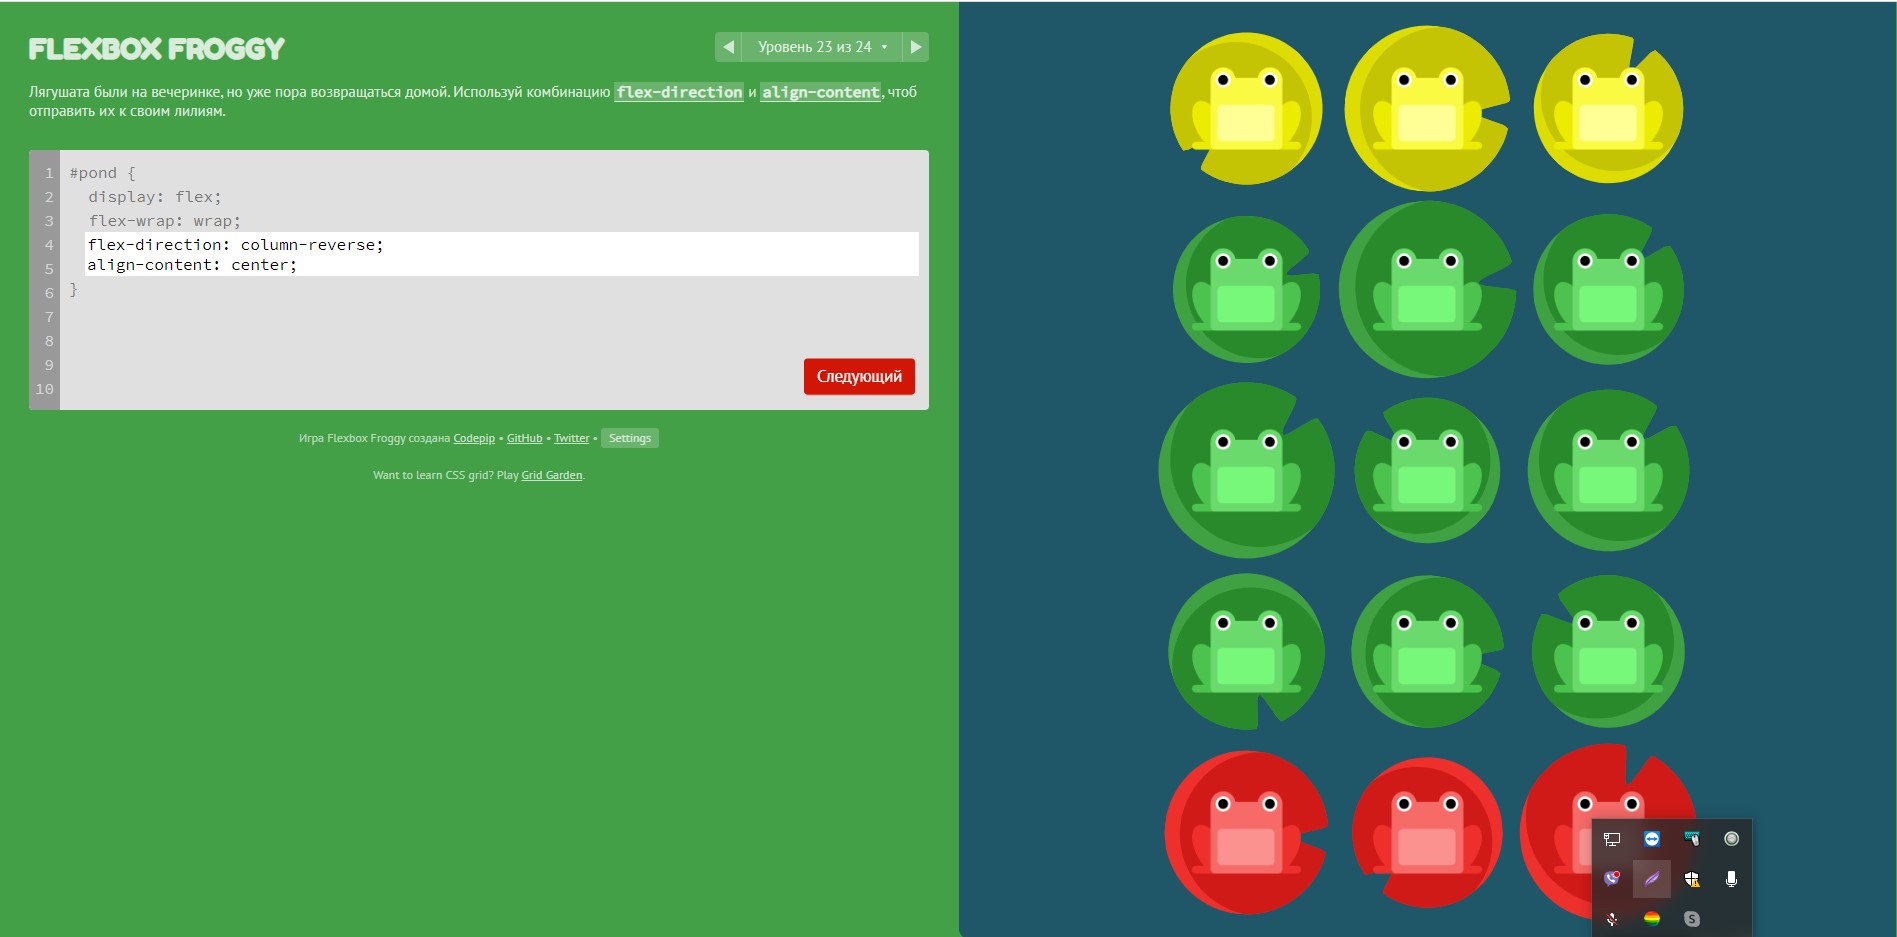 FLEXBOX FROGGY
Уровень 23 из 24
Лягушата были на вечеринке, но уже пора возвращаться домой. Используй комбинацию flex-direction и align-content, чтоб
отправить их к своим лилиям.
1 #pond {
2 display: flex;
3 flex-wrap: wrap;
4 flex-direction: column-reverse;
5 align-content: center;
6 }
7
8
9
10
Следующий
Игра Flexbox Froggy создана Codepip • GitHub • Twitter • Settings
Want to learn CSS grid? Play Grid Garden.
S